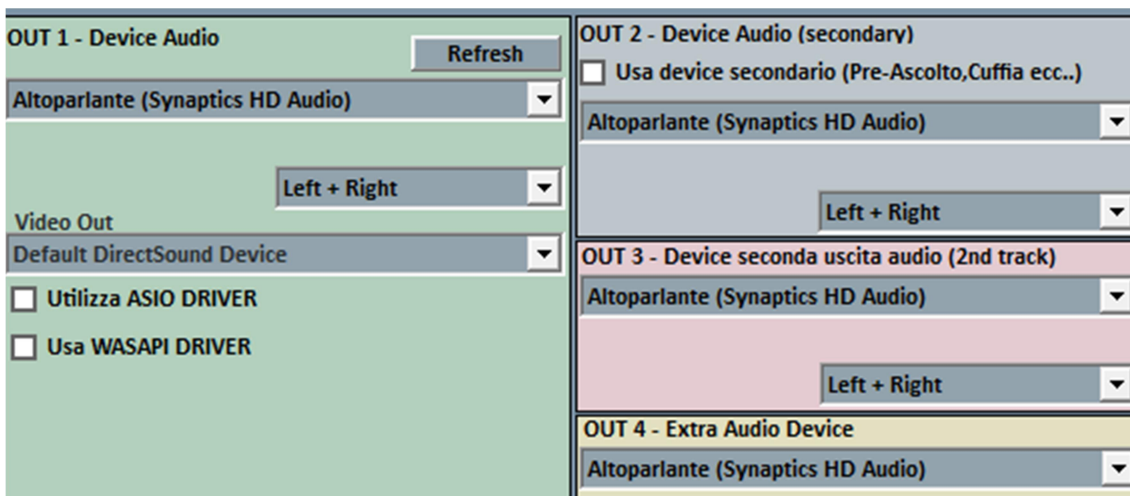 OUT 1 - Device Audio
Refresh
Altoparlante (Synaptics HD Audio)
Left + Right
Video Out
Default DirectSound Device
Utilizza ASIO DRIVER
Usa WASAPI DRIVER
OUT 2 - Device Audio (secondary)
Usa device secondario (Pre-Ascolto,Cuffia ecc..)
Altoparlante (Synaptics HD Audio)
Left + Right
OUT 3 - Device seconda uscita audio (2nd track)
Altoparlante (Synaptics HD Audio)
Left + Right
OUT 4 - Extra Audio Device
Altoparlante (Synaptics HD Audio)